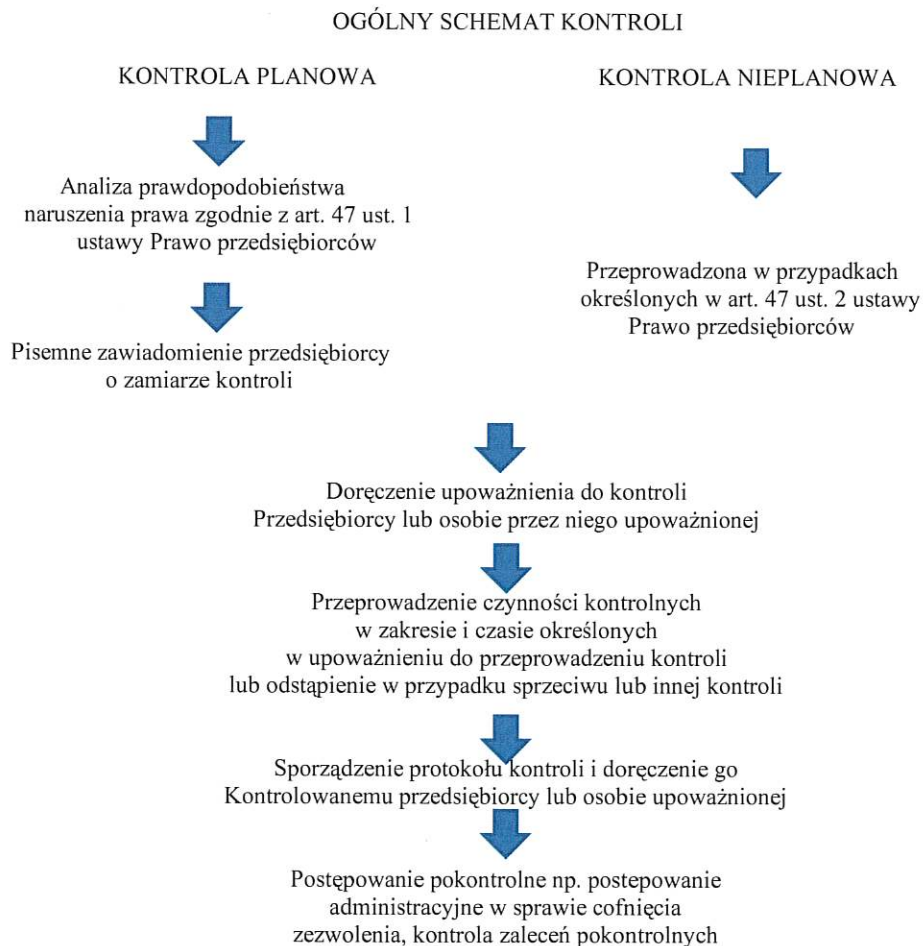 OGÓLNY SCHEMAT KONTROLI
KONTROLA PLANOWA
Analiza prawdopodobieństwa
naruszenia prawa zgodnie z art. 47 ust. 1
ustawy Prawo przedsiębiorców
Pisemne zawiadomienie przedsiębiorcy
o zamiarze kontroli
KONTROLA NIEPLANOWA
Przeprowadzona w przypadkach
określonych w art. 47 ust. 2 ustawy
Prawo przedsiębiorców
Doręczenie upoważnienia do kontroli
Przedsiębiorcy lub osobie przez niego upoważnionej
Przeprowadzenie czynności kontrolnych
w zakresie i czasie określonych
w upoważnieniu do przeprowadzeniu kontroli
lub odstąpienie w przypadku sprzeciwu lub innej kontroli
Sporządzenie protokołu kontroli i doręczenie go
Kontrolowanemu przedsiębiorcy lub osobie upoważnionej
Postępowanie pokontrolne np. postepowanie
administracyjne w sprawie cofnięcia
zezwolenia, kontrola zaleceń pokontrolnych